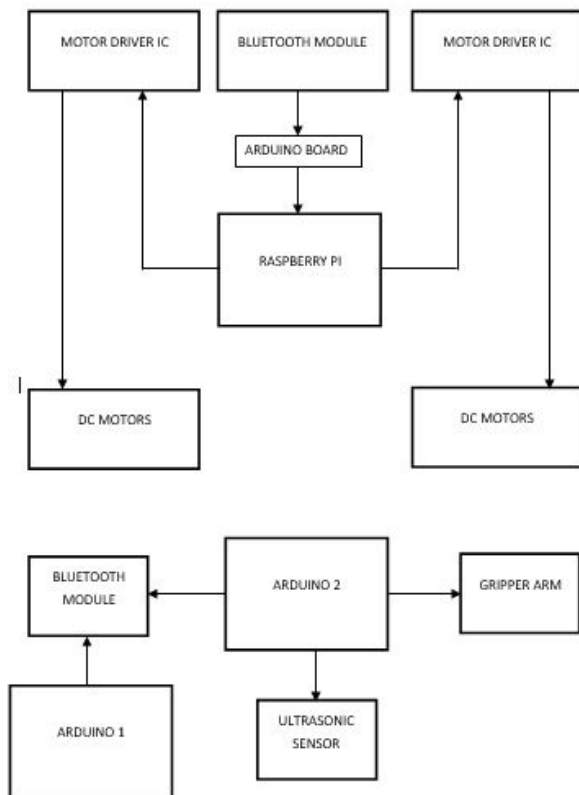 MOTOR DRIVER IC
BLUETOOTH MODULE
MOTOR DRIVER IC
ARDUINO BOARD
RASPBERRY PI
DC MOTORS
DC MOTORS
BLUETOOTH
MODULE
ARDUINO 2
GRIPPER ARM
ARDUINO 1
ULTRASONIC
SENSOR